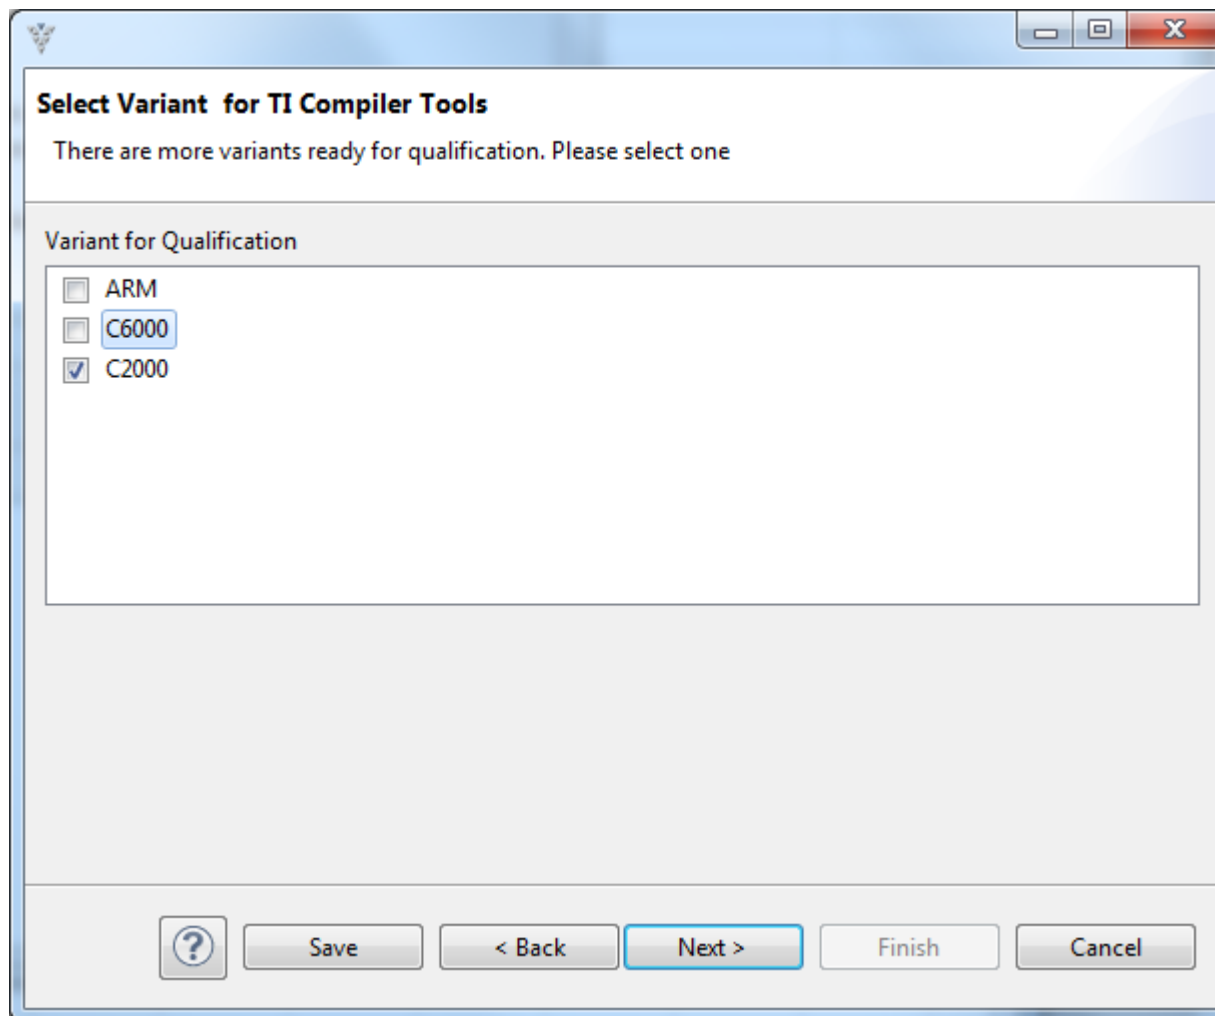 Select Variant  for TI Compiler Tools
There are more variants ready for qualification. Please select one
Variant for Qualification
ARM
C6000
C2000
?
Save
< Back
Next >
Finish
Cancel